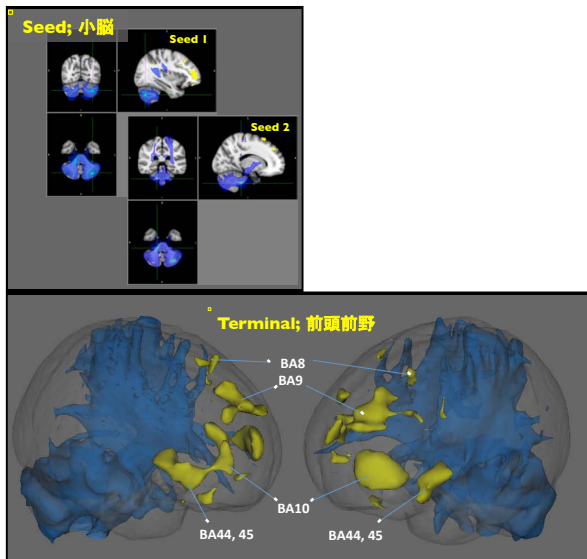 Seed; 小脳
Seed 1
Seed 2
Terminal; 前頭前野
BA8
BA9
BA10
BA44, 45
BA44, 45